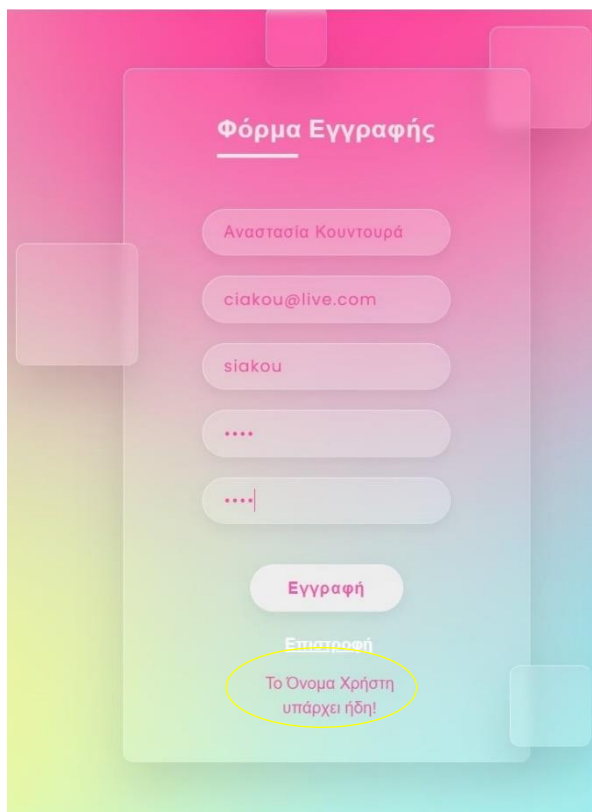 Φόρμα Εγγραφής
Αναστασία Κουντουρά
ciakou@live.com
siakou
••••
••••
Εγγραφή
Επιστροφή
Το Όνομα Χρήστη
υπάρχει ήδη!